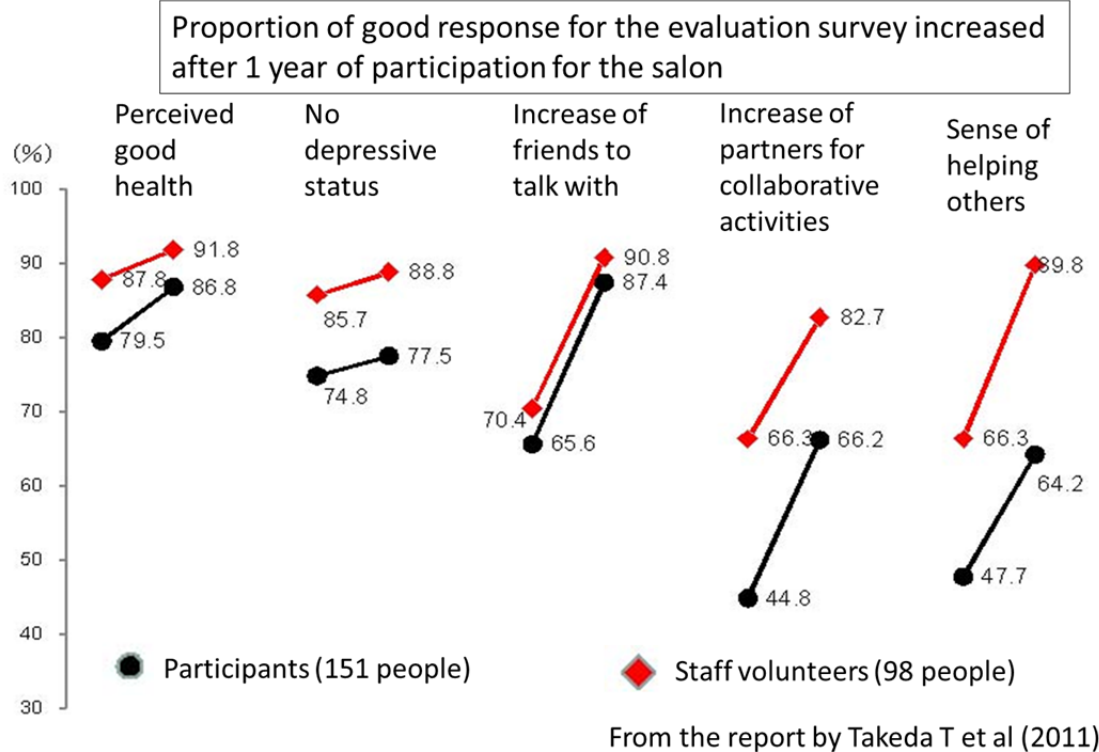 Proportion of good response for the evaluation survey increased
after 1 year of participation for the salon
Perceived
good
health
No
depressive
status
Increase of
friends to
talk with
Increase of
partners for
collaborative
activities
Sense of
helping
others
(%)
100
90
80
70
60
50
40
30
91.8
87.8
86.8
79.5
88.8
85.7
77.5
74.8
90.8
87.4
70.4
65.6
82.7
66.3
66.2
44.8
89.8
66.3
64.2
47.7
Participants (151 people)
Staff volunteers (98 people)
From the report by Takeda T et al (2011)